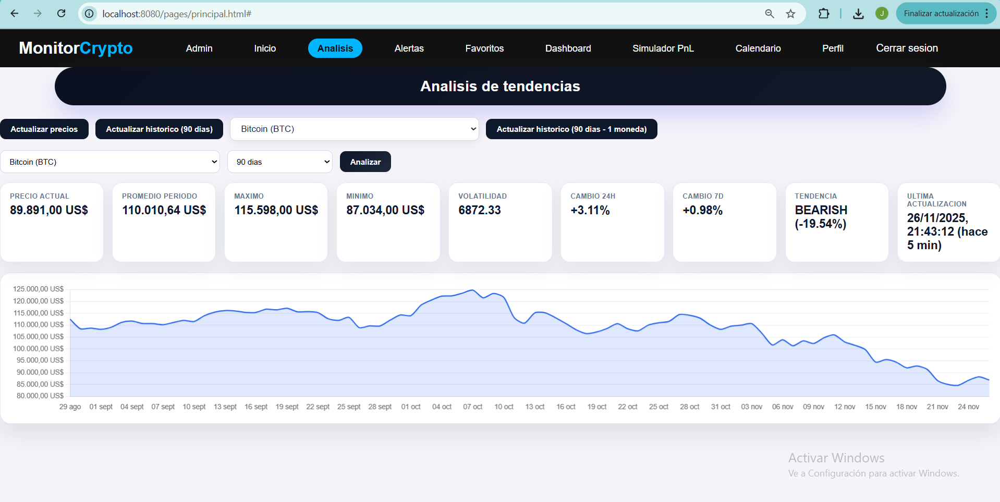 localhost:8080/pages/principal.html#
J
Finalizar actualización
MonitorCrypto
Admin
Inicio
Analisis
Alertas
Favoritos
Dashboard
Simulador PnL
Calendario
Perfil
Cerrar sesion
Analisis de tendencias
Actualizar precios
Actualizar historico (90 dias)
Bitcoin (BTC)
Actualizar historico (90 dias - 1 moneda)
Bitcoin (BTC)
90 dias
Analizar
PRECIO ACTUAL
89.891,00 US$
PROMEDIO PERIODO
110.010,64 US$
MAXIMO
115.598,00 US$
MINIMO
87.034,00 US$
VOLATILIDAD
6872.33
CAMBIO 24H
+3.11%
CAMBIO 7D
+0.98%
TENDENCIA
BEARISH
(-19.54%)
ULTIMA
ACTUALIZACION
26/11/2025,
21:43:12 (hace
5 min)
125.000,00 US$
120.000,00 US$
115.000,00 US$
110.000,00 US$
105.000,00 US$
100.000,00 US$
95.000,00 US$
90.000,00 US$
85.000,00 US$
80.000,00 US$
29 ago
01 sept
04 sept
07 sept
10 sept
13 sept
16 sept
19 sept
22 sept
25 sept
28 sept
01 oct
04 oct
07 oct
10 oct
13 oct
16 oct
19 oct
22 oct
25 oct
28 oct
31 oct
03 nov
06 nov
09 nov
12 nov
15 nov
18 nov
21 nov
24 nov
Activar Windows
Ve a Configuración para activar Windows.